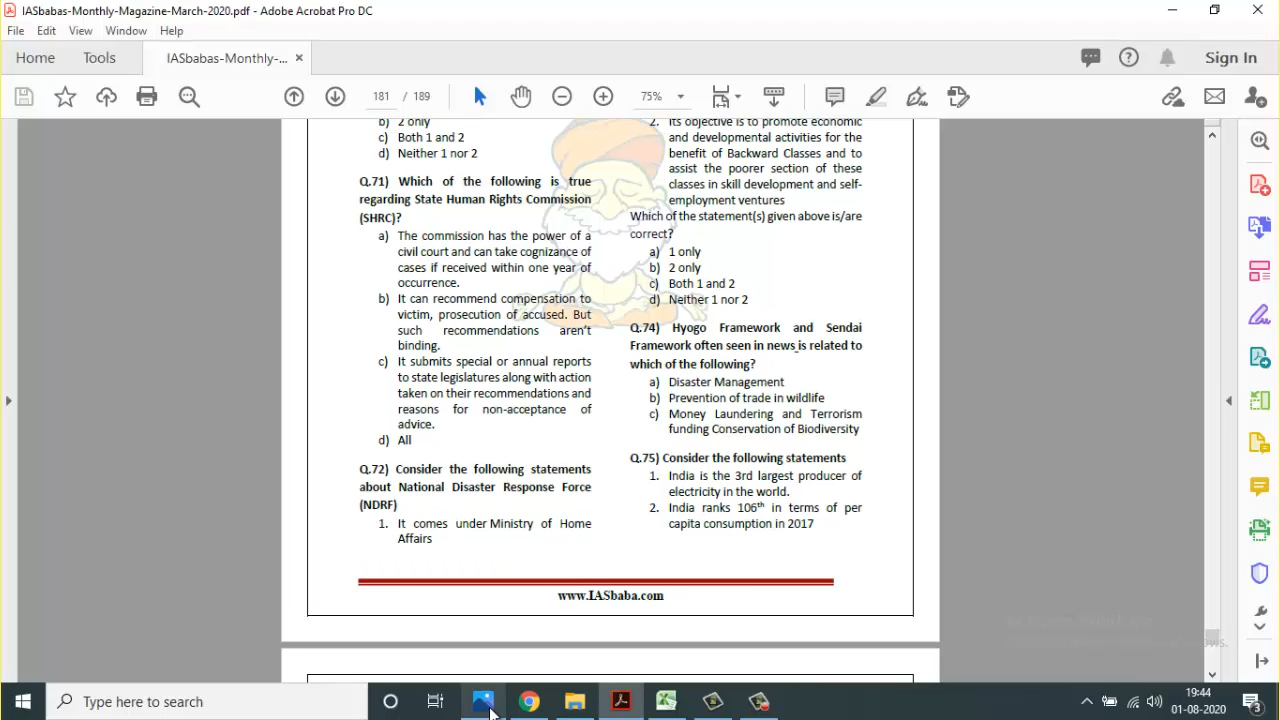 IASbabas-Monthly-Magazine-March-2020.pdf - Adobe Acrobat Pro DC
File Edit View Window Help
Home Tools IASbabas-Monthly-... × Sign In
181 / 189 75%
b) 2 only
c) Both 1 and 2
d) Neither 1 nor 2
Q.71) Which of the following is true
regarding State Human Rights Commission
(SHRC)?
a) The commission has the power of a
civil court and can take cognizance of
cases if received within one year of
occurrence.
b) It can recommend compensation to
victim, prosecution of accused. But
such recommendations aren't
binding.
c) It submits special or annual reports
to state legislatures along with action
taken on their recommendations and
reasons for non-acceptance of
advice.
d) All
Q.72) Consider the following statements
about National Disaster Response Force
(NDRF)
1. It comes under Ministry of Home
Affairs
2. Its objective is to promote economic
and developmental activities for the
benefit of Backward Classes and to
assist the poorer section of these
classes in skill development and self-
employment ventures
Which of the statement(s) given above is/are
correct?
a) 1 only
b) 2 only
c) Both 1 and 2
d) Neither 1 nor 2
Q.74) Hyogo Framework and Sendai
Framework often seen in news is related to
which of the following?
a) Disaster Management
b) Prevention of trade in wildlife
c) Money Laundering and Terrorism
funding Conservation of Biodiversity
Q.75) Consider the following statements
1. India is the 3rd largest producer of
electricity in the world.
2. India ranks 106th in terms of per
capita consumption in 2017
www.IASbaba.com
Type here to search
19:44
01-08-2020
3